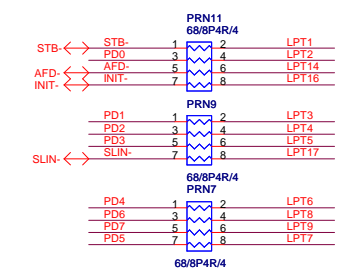 PRN11
68/8P4R/4
STB- STB- 1 2 LPT1
PD0 3 4 LPT2
AFD- AFD- 5 6 LPT14
INIT- INIT- 7 8 LPT16
PRN9
PD1 1 2 LPT3
PD2 3 4 LPT4
PD3 5 6 LPT5
SLIN- SLIN- 7 8 LPT17
68/8P4R/4
PRN7
PD4 1 2 LPT6
PD6 3 4 LPT8
PD7 5 6 LPT9
PD5 7 8 LPT7
68/8P4R/4